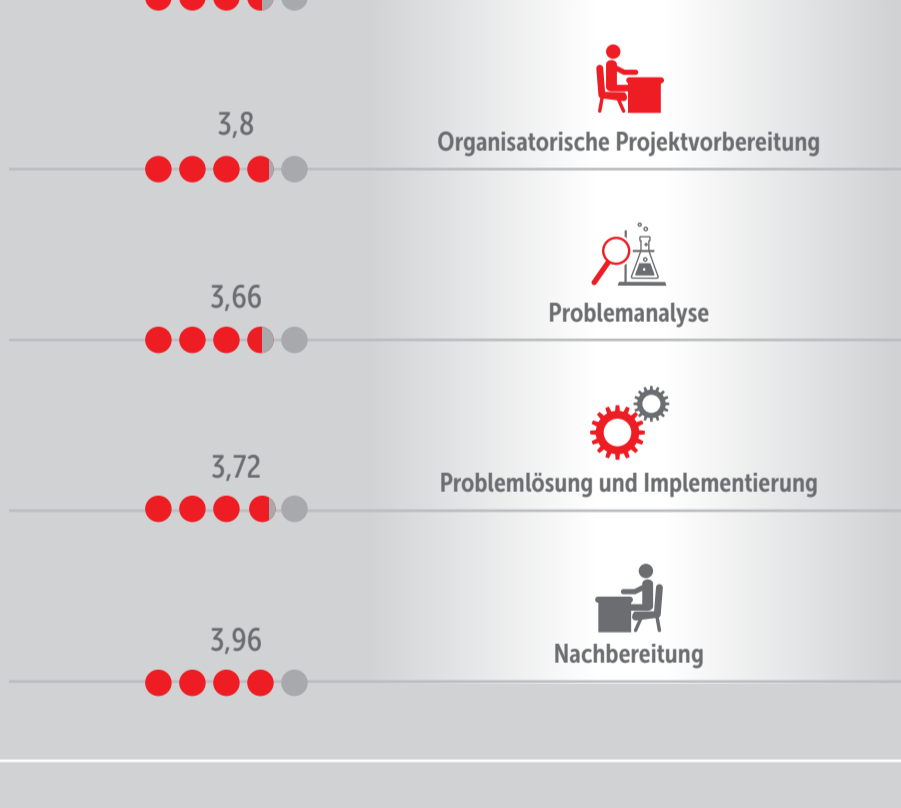 3,8
Organisatorische Projektvorbereitung
3,66
Problemanalyse
3,72
Problemlösung und Implementierung
3,96
Nachbereitung